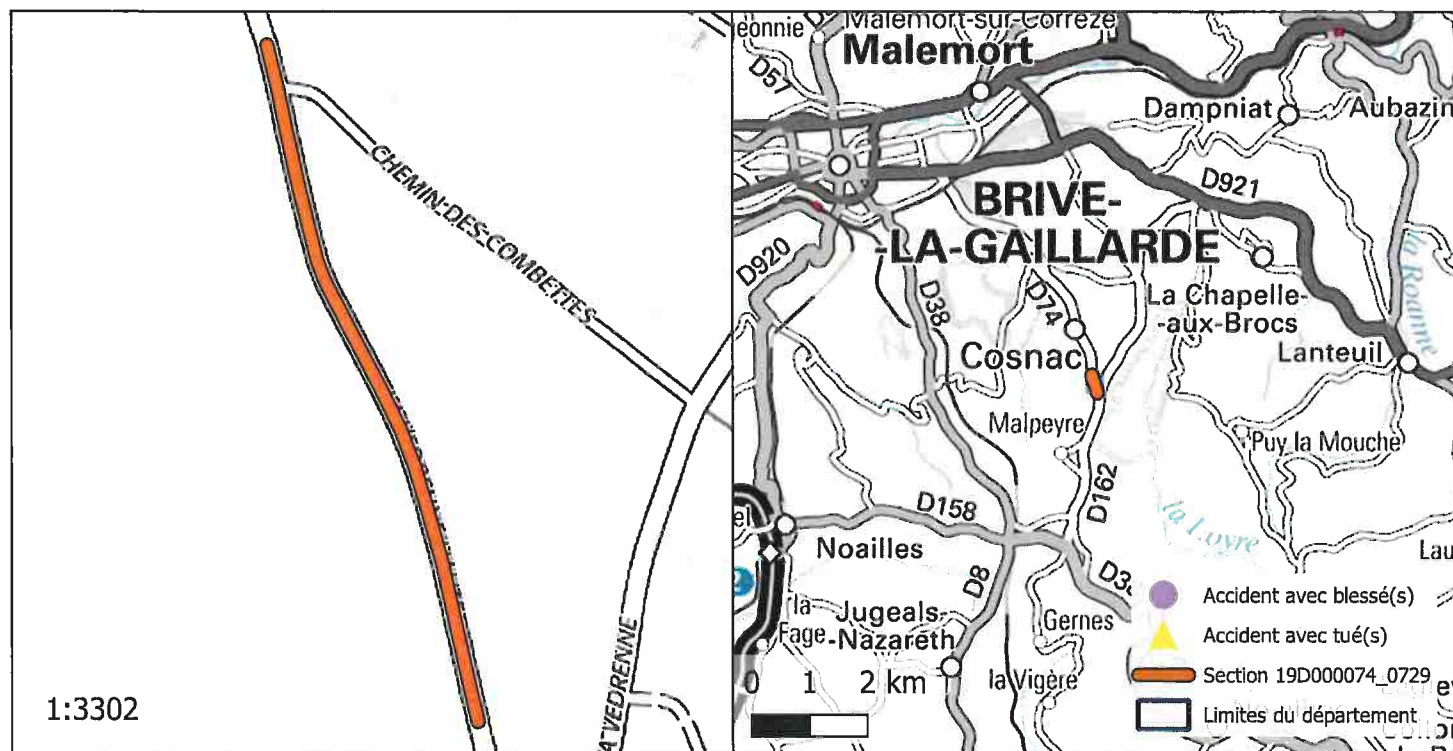 CHEMIN DES COMBETTES
A VEDRENNE
1:3302
Malemort-sur-Corrèze
Malemort
D57
Dampniat
Aubazin
D921
BRIVE-
-LA-GAILLARDE
D920
D38
D74
La Chapelle-
-aux-Brocs
la Roanne
Cosnac
Lanteuil
Malpeyre
Puy la Mouche
D158
D162
la Loyre
Noailles
D8
la
Fage
Jugeals-
-Nazareth
Gernes
la Vigère
0 1 2 km
Accident avec blessé(s)
Accident avec tué(s)
Section 19D000074_0729
Limites du département